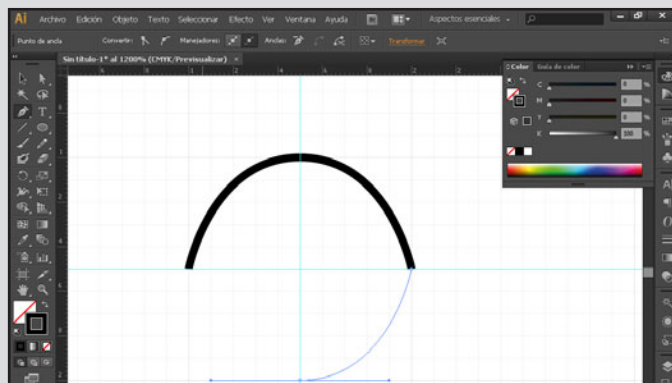 Ai Archivo Edición Objeto Texto Seleccionar Efecto Ver Ventana Ayuda Aspectos esenciales
Punto de ancla Convertir: Manejadores: Anclas: Transformar
Sin título-1* al 1200% (CMYK/Previsualizar) ×
Color Guía de color
C 0 %
M 0 %
Y 0 %
K 100 %